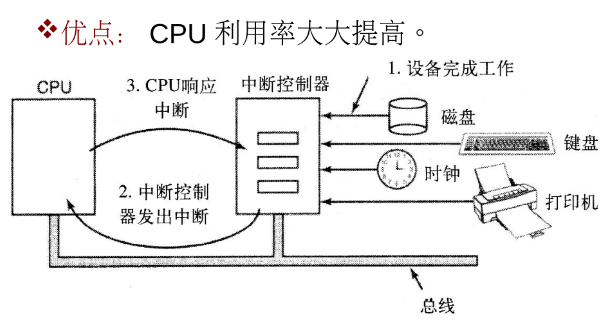 ❖优点： CPU 利用率大大提高。
1. 设备完成工作
CPU
3. CPU响应
中断
中断控制器
磁盘
键盘
时钟
2. 中断控制
器发出中断
打印机
总线